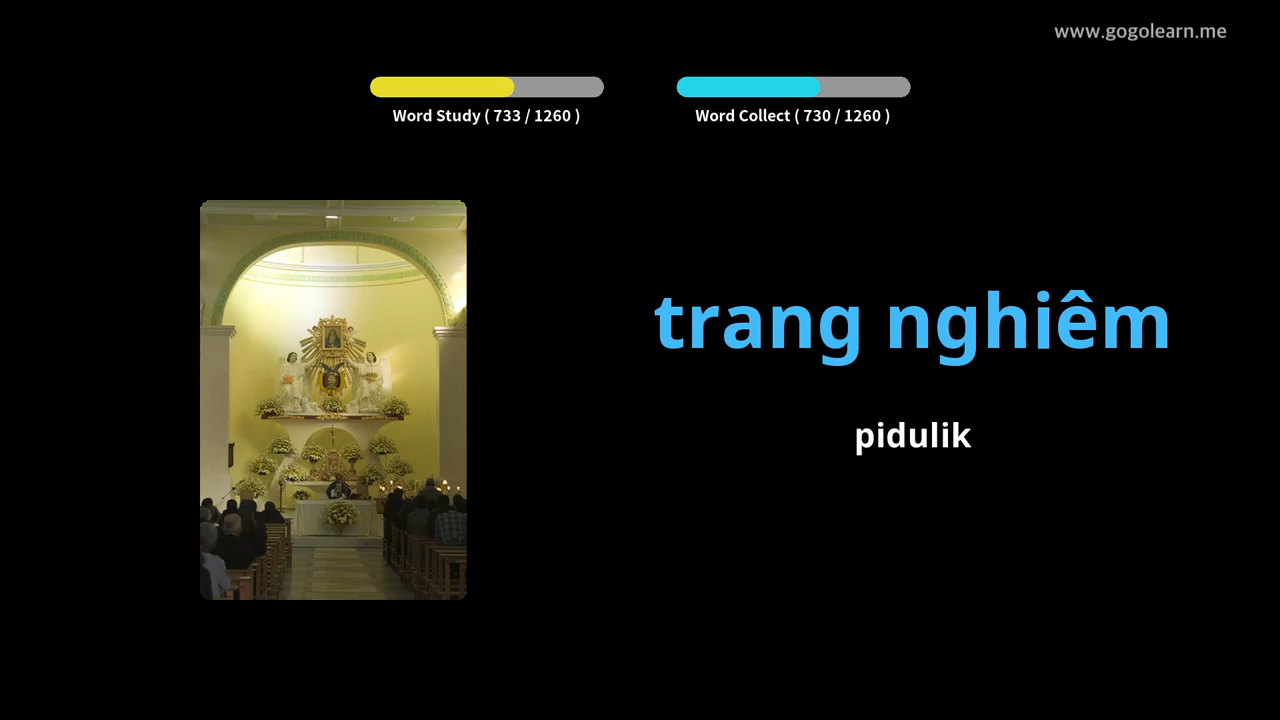 www.gogolearn.me
Word Study ( 733 / 1260 )
Word Collect ( 730 / 1260 )
trang nghiêm
pidulik